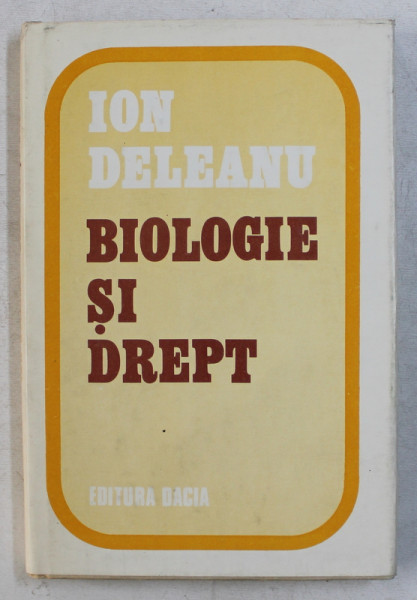 ION
DELEANU
BIOLOGIE
ȘI
DREPT
EDITURA DACIA